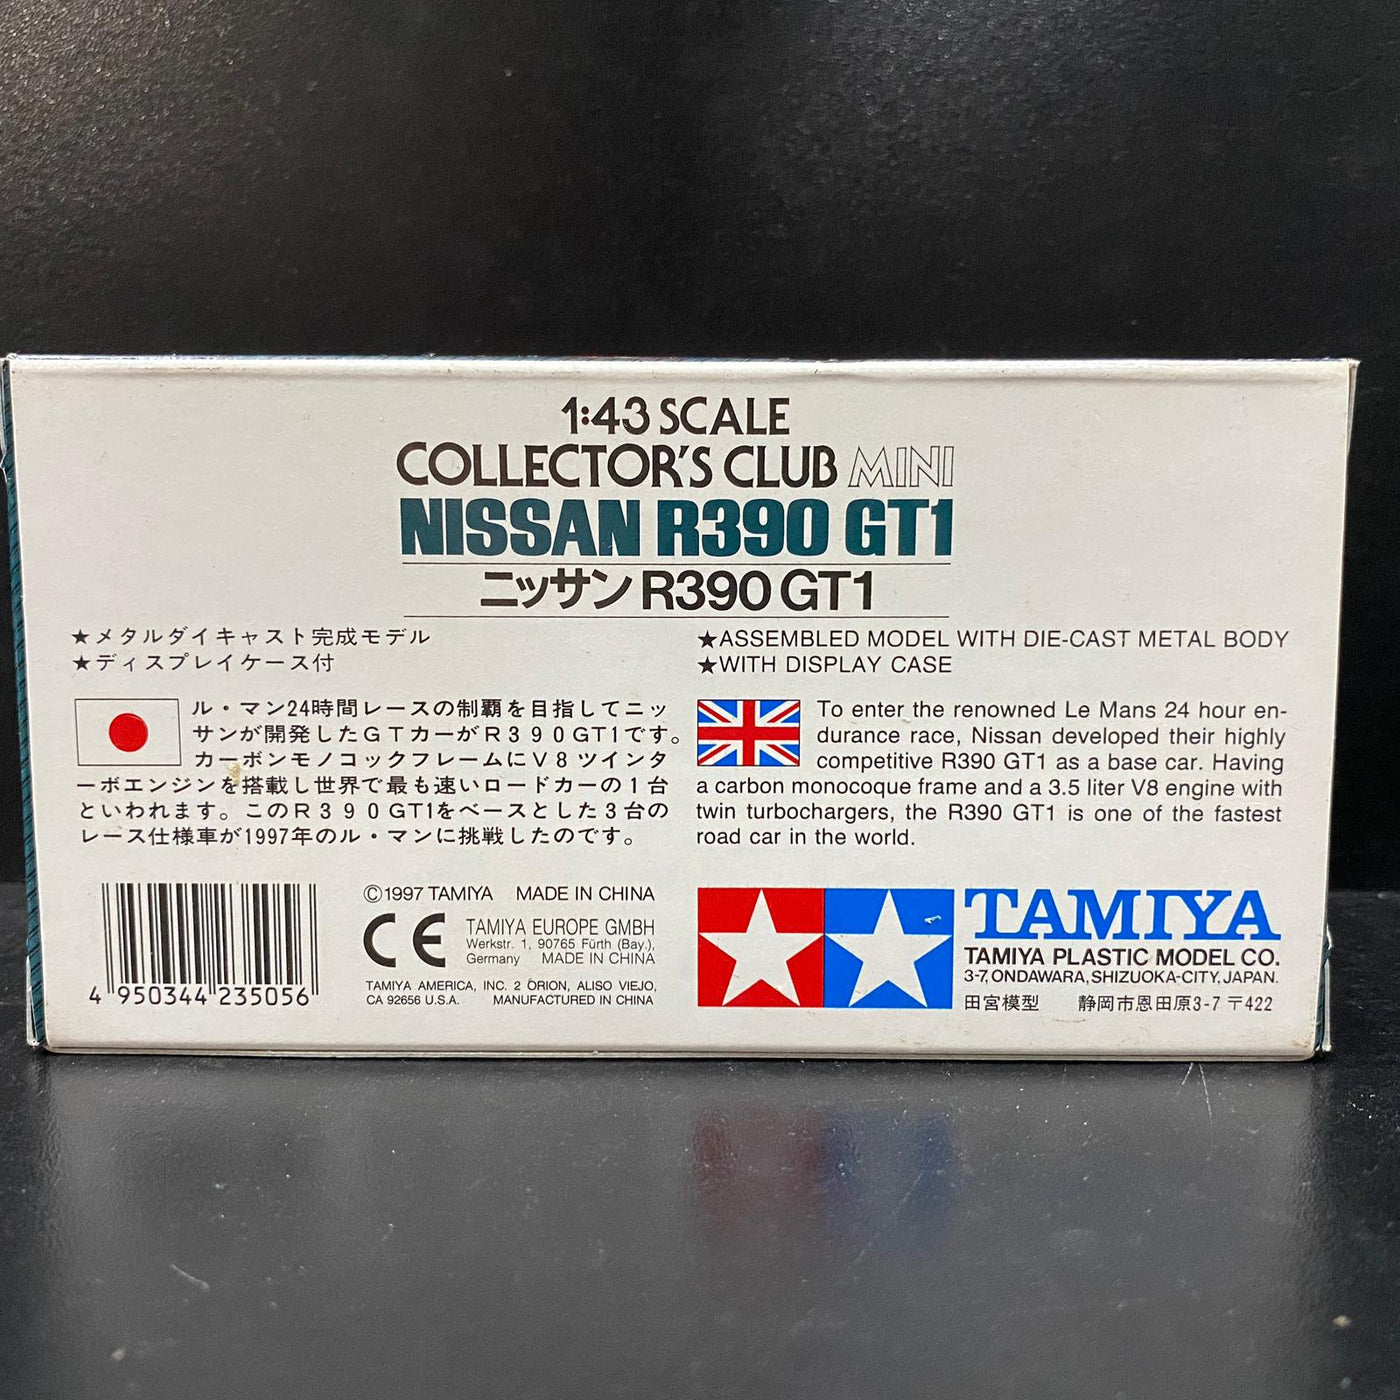 1:43 SCALE
COLLECTOR'S CLUB MINI
NISSAN R390 GT1
ニッサン R390 GT1
★メタルダイキャスト完成モデル
★ディスプレイケース付
★ASSEMBLED MODEL WITH DIE-CAST METAL BODY
★WITH DISPLAY CASE
ル・マン24時間レースの制覇を目指してニッ
サンが開発したGTカーがR390GT1です。
カーボンモノコックフレームにV8ツインタ
ーボエンジンを搭載し世界で最も速いロードカーの1台
といわれます。このR390GT1をベースとした3台の
レース仕様車が1997年のル・マンに挑戦したのです。
To enter the renowned Le Mans 24 hour en-
durance race, Nissan developed their highly
competitive R390 GT1 as a base car. Having
a carbon monocoque frame and a 3.5 liter V8 engine with
twin turbochargers, the R390 GT1 is one of the fastest
road car in the world.
4 950344 235056
©1997 TAMIYA MADE IN CHINA
CE
TAMIYA EUROPE GMBH
Werkstr. 1, 90765 Fürth (Bay.),
Germany MADE IN CHINA
TAMIYA AMERICA, INC. 2 ORION, ALISO VIEJO,
CA 92656 U.S.A. MANUFACTURED IN CHINA
TAMIYA
TAMIYA PLASTIC MODEL CO.
3-7, ONDAWARA, SHIZUOKA-CITY, JAPAN.
田宮模型 静岡市恩田原3-7 〒422